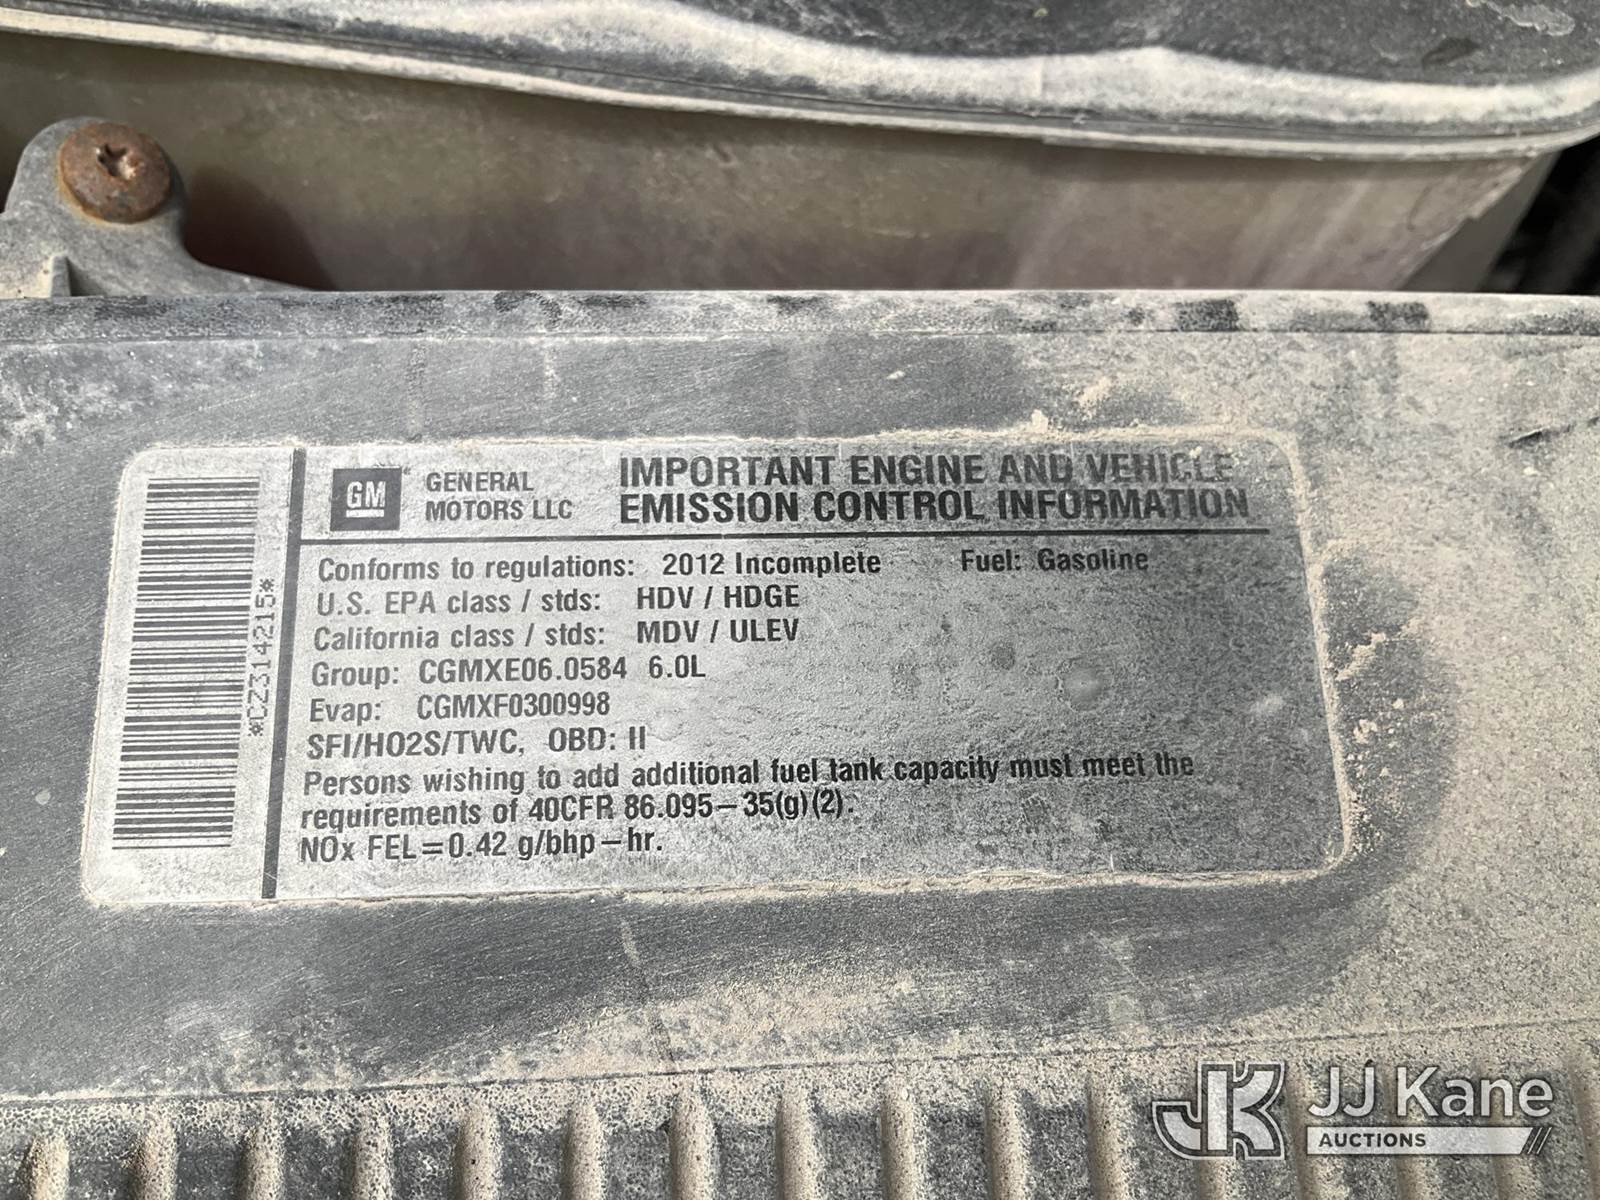 GM
GENERAL
MOTORS LLC
IMPORTANT ENGINE AND VEHICLE
EMISSION CONTROL INFORMATION
Conforms to regulations: 2012 Incomplete Fuel: Gasoline
U.S. EPA class / stds: HDV / HDGE
California class / stds: MDV / ULEV
Group: CGMXE06.0584 6.0L
Evap: CGMXF0300998
SFI/HO2S/TWC, OBD: II
Persons wishing to add additional fuel tank capacity must meet the
requirements of 40CFR 86.095-35(g)(2).
NOx FEL=0.42 g/bhp-hr.
*CZ314215*
JK
JJ Kane
AUCTIONS